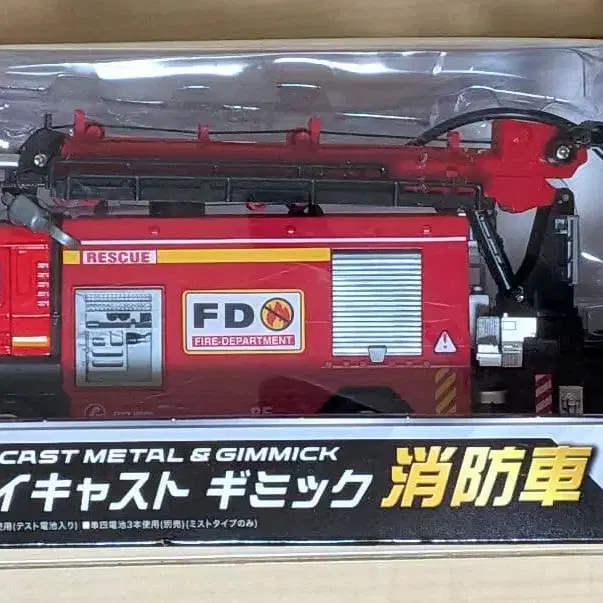 RESCUE
FD
FIRE-DEPARTMENT
CAST METAL & GIMMICK
イキャスト ギミック 消防車
使用(テスト電池入り) ■単四電池3本使用(別売)(ミストタイプのみ)